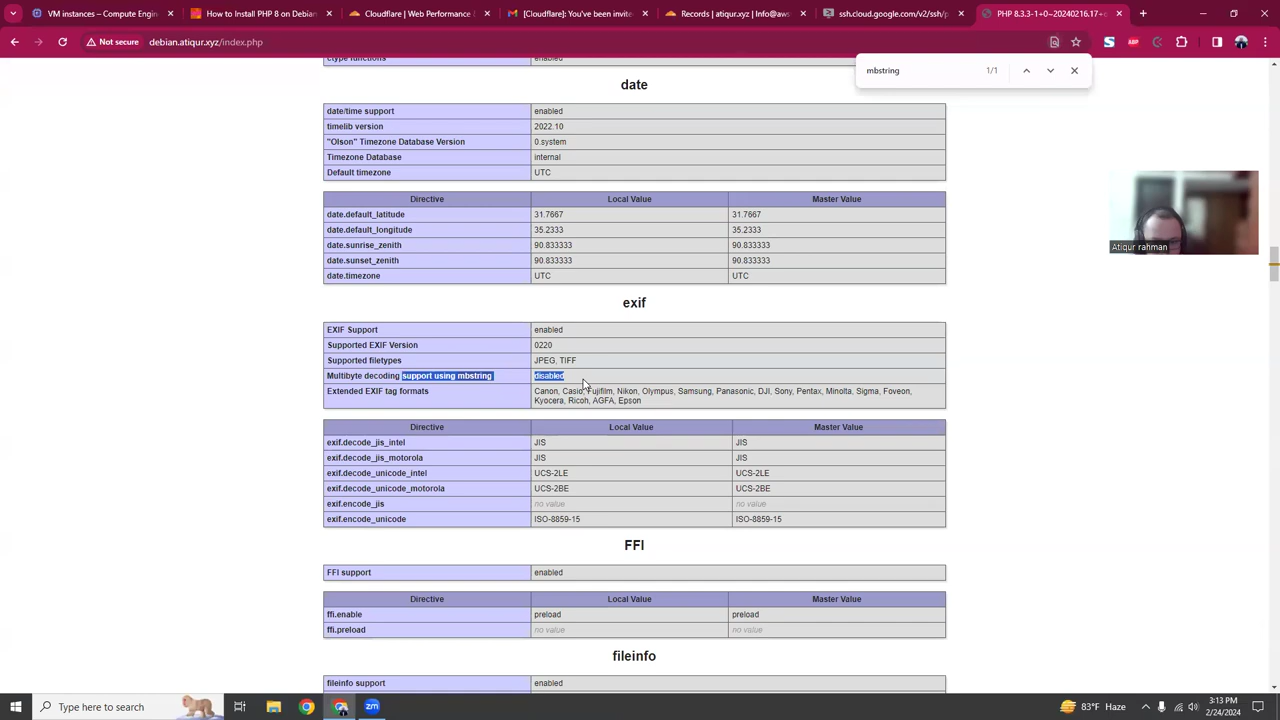 VM instances – Compute Engin
How to Install PHP 8 on Debian
Cloudflare | Web Performance &
[Cloudflare]: You've been invite
Records | atiqur.xyz | Info@aws
ssh.cloud.google.com/v2/ssh/p
PHP 8.3.3-1+0~20240216.17+d
Not secure
debian.atiqur.xyz/index.php
mbstring
1/1
ctype functions
enabled
date
date/time support
enabled
timelib version
2022.10
"Olson" Timezone Database Version
0.system
Timezone Database
internal
Default timezone
UTC
Directive
Local Value
Master Value
date.default_latitude
31.7667
31.7667
date.default_longitude
35.2333
35.2333
date.sunrise_zenith
90.833333
90.833333
date.sunset_zenith
90.833333
90.833333
date.timezone
UTC
UTC
Atiqur rahman
exif
EXIF Support
enabled
Supported EXIF Version
0220
Supported filetypes
JPEG, TIFF
Multibyte decoding support using mbstring
disabled
Extended EXIF tag formats
Canon, Casio, Fujifilm, Nikon, Olympus, Samsung, Panasonic, DJI, Sony, Pentax, Minolta, Sigma, Foveon,
Kyocera, Ricoh, AGFA, Epson
Directive
Local Value
Master Value
exif.decode_jis_intel
JIS
JIS
exif.decode_jis_motorola
JIS
JIS
exif.decode_unicode_intel
UCS-2LE
UCS-2LE
exif.decode_unicode_motorola
UCS-2BE
UCS-2BE
exif.encode_jis
no value
no value
exif.encode_unicode
ISO-8859-15
ISO-8859-15
FFI
FFI support
enabled
Directive
Local Value
Master Value
ffi.enable
preload
preload
ffi.preload
no value
no value
fileinfo
fileinfo support
enabled
Type here to search
83°F Haze
3:13 PM
2/24/2024